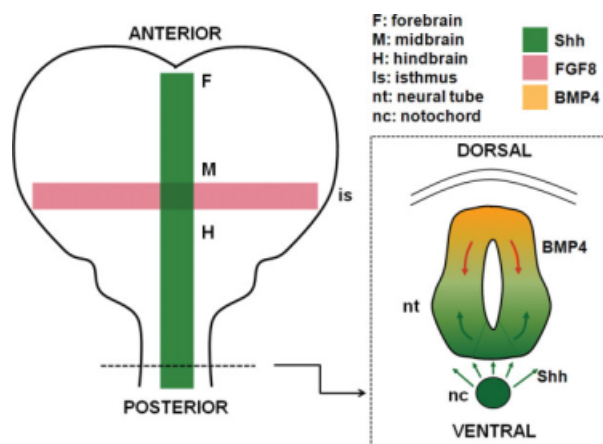 ANTERIOR
F
M
is
H
POSTERIOR
F: forebrain
M: midbrain
H: hindbrain
Is: isthmus
nt: neural tube
nc: notochord
Shh
FGF8
BMP4
DORSAL
BMP4
nt
Shh
nc
VENTRAL